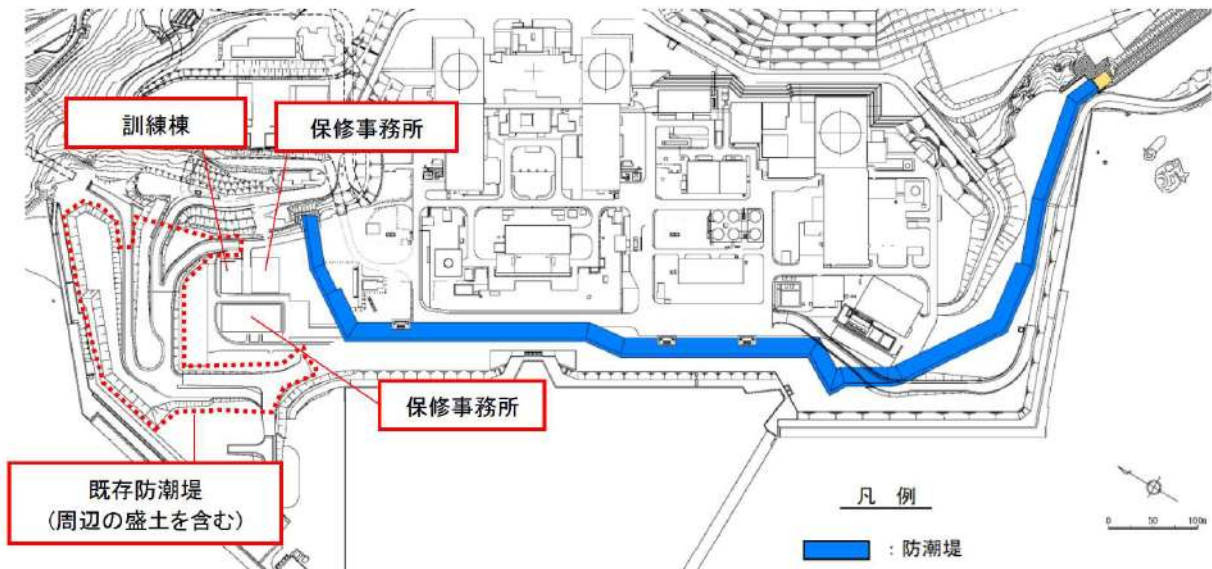 訓練棟
保修事務所
保修事務所
既存防潮堤
(周辺の盛土を含む)
凡 例
：防潮堤
0 50 100m